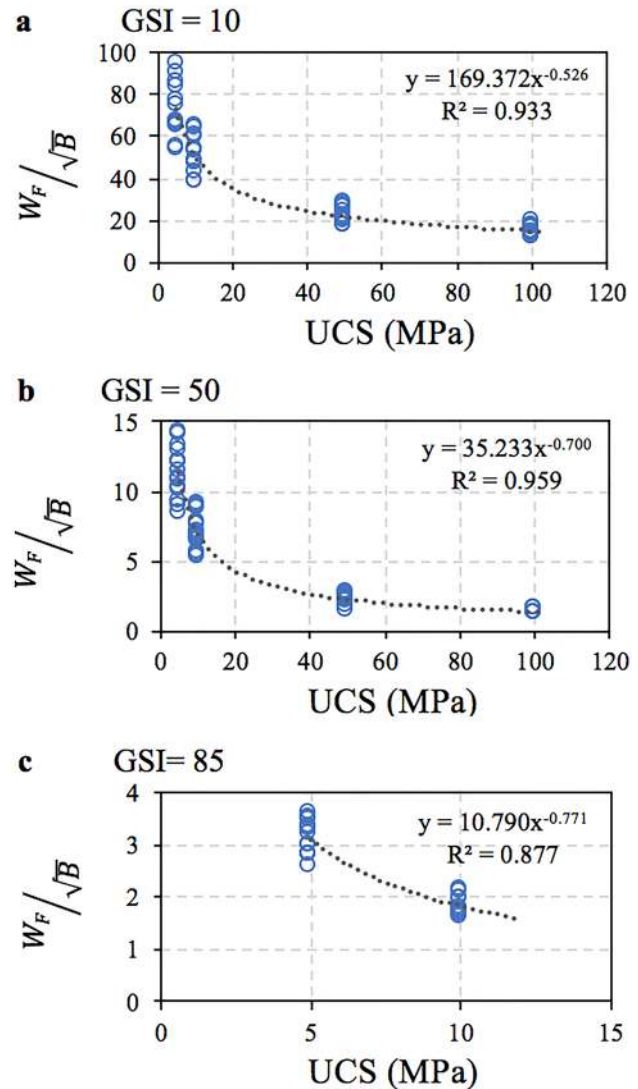 a GSI = 10
y = 169.372x^-0.526
R² = 0.933
100
80
60
40
20
0
W_F/√B
0 20 40 60 80 100 120
UCS (MPa)
b GSI = 50
y = 35.233x^-0.700
R² = 0.959
15
10
5
0
W_F/√B
0 20 40 60 80 100 120
UCS (MPa)
c GSI= 85
y = 10.790x^-0.771
R² = 0.877
4
3
2
1
0
W_F/√B
0 5 10 15
UCS (MPa)